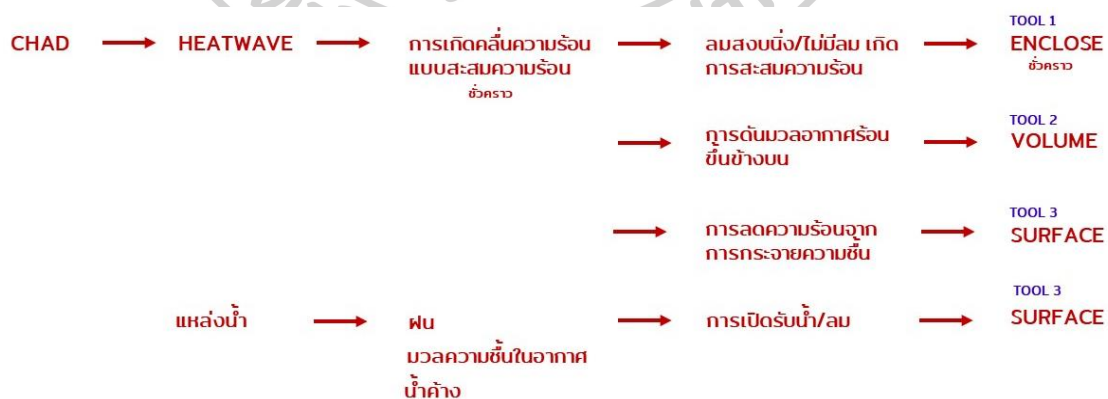 CHAD
HEATWAVE
การเกิดคลื่นความร้อน
แบบสะสมความร้อน
ชั่วคราว
ลมสงบนิ่ง/ไม่มีลม เกิด
การสะสมความร้อน
TOOL 1
ENCLOSE
ชั่วคราว
การดันมวลอากาศร้อน
ขึ้นข้างบน
TOOL 2
VOLUME
การลดความร้อนจาก
การกระจายความชื้น
TOOL 3
SURFACE
แหล่งน้ำ
ฝน
มวลความชื้นในอากาศ
น้ำค้าง
การเปิดรับน้ำ/ลม
TOOL 3
SURFACE